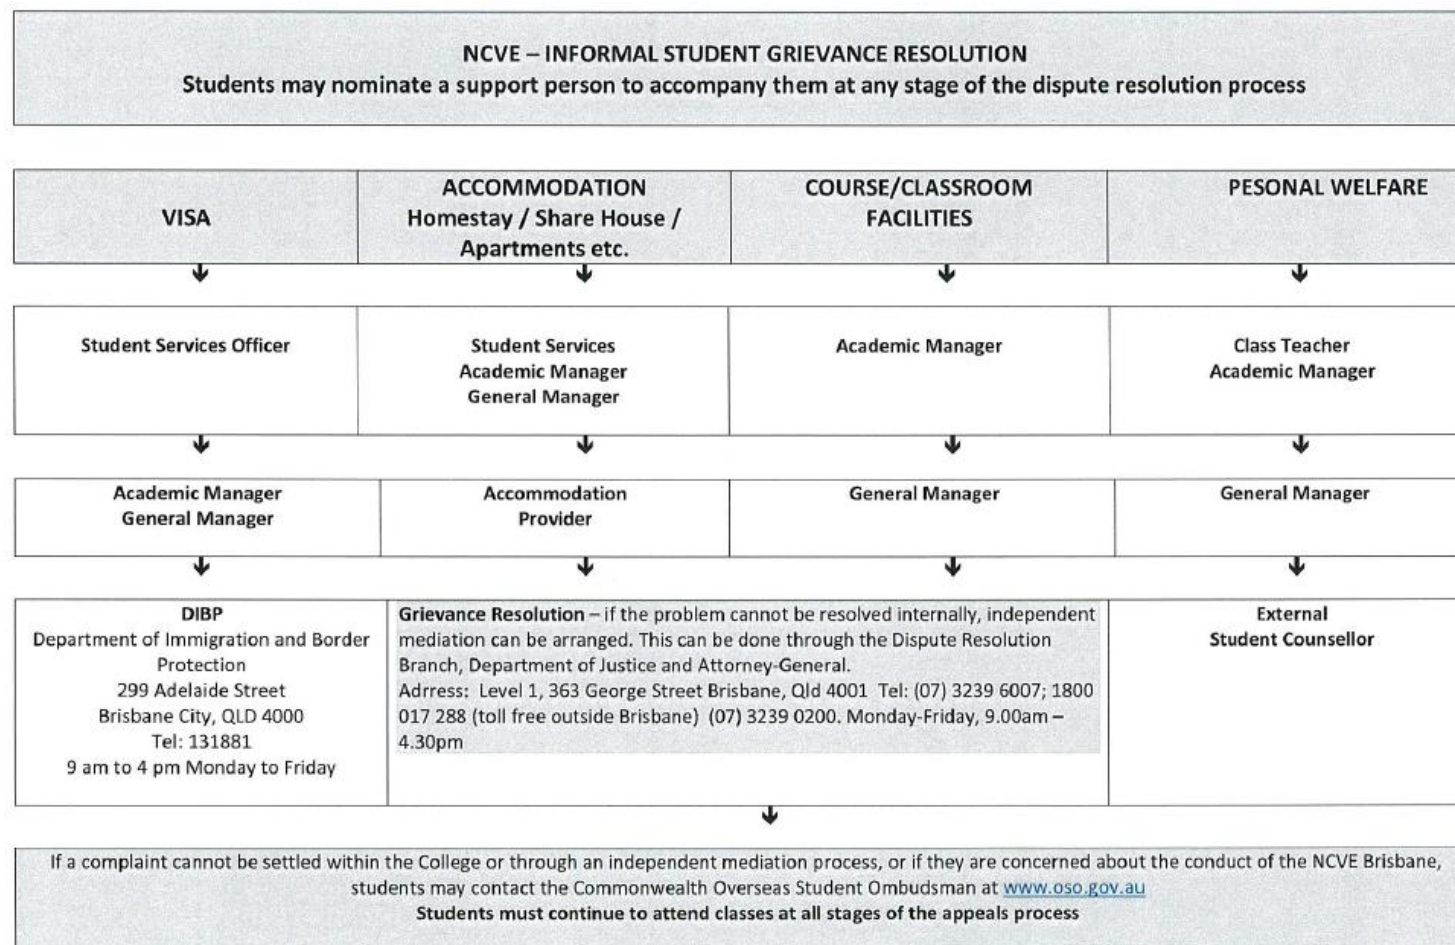 NCVE – INFORMAL STUDENT GRIEVANCE RESOLUTION
Students may nominate a support person to accompany them at any stage of the dispute resolution process
VISA
ACCOMMODATION
Homestay / Share House /
Apartments etc.
COURSE/CLASSROOM
FACILITIES
PESONAL WELFARE
Student Services Officer
Student Services
Academic Manager
General Manager
Academic Manager
Class Teacher
Academic Manager
Academic Manager
General Manager
Accommodation
Provider
General Manager
General Manager
DIBP
Department of Immigration and Border
Protection
299 Adelaide Street
Brisbane City, QLD 4000
Tel: 131881
9 am to 4 pm Monday to Friday
Grievance Resolution – if the problem cannot be resolved internally, independent
mediation can be arranged. This can be done through the Dispute Resolution
Branch, Department of Justice and Attorney-General.
Adrress: Level 1, 363 George Street Brisbane, Qld 4001 Tel: (07) 3239 6007; 1800
017 288 (toll free outside Brisbane) (07) 3239 0200. Monday-Friday, 9.00am –
4.30pm
External
Student Counsellor
If a complaint cannot be settled within the College or through an independent mediation process, or if they are concerned about the conduct of the NCVE Brisbane,
students may contact the Commonwealth Overseas Student Ombudsman at www.oso.gov.au
Students must continue to attend classes at all stages of the appeals process